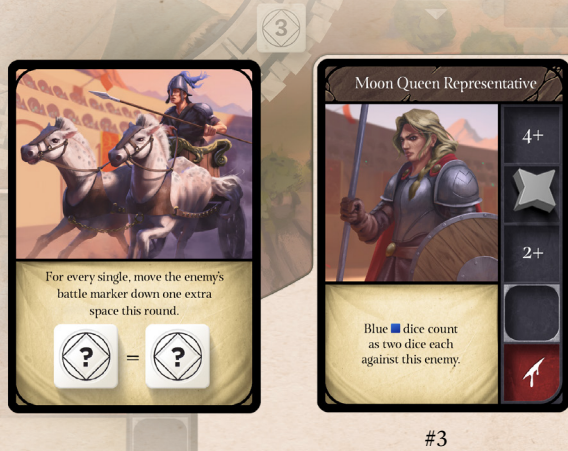 3
For every single, move the enemy's
battle marker down one extra
space this round.
? = ?
Moon Queen Representative
4+
2+
Blue dice count
as two dice each
against this enemy.
#3